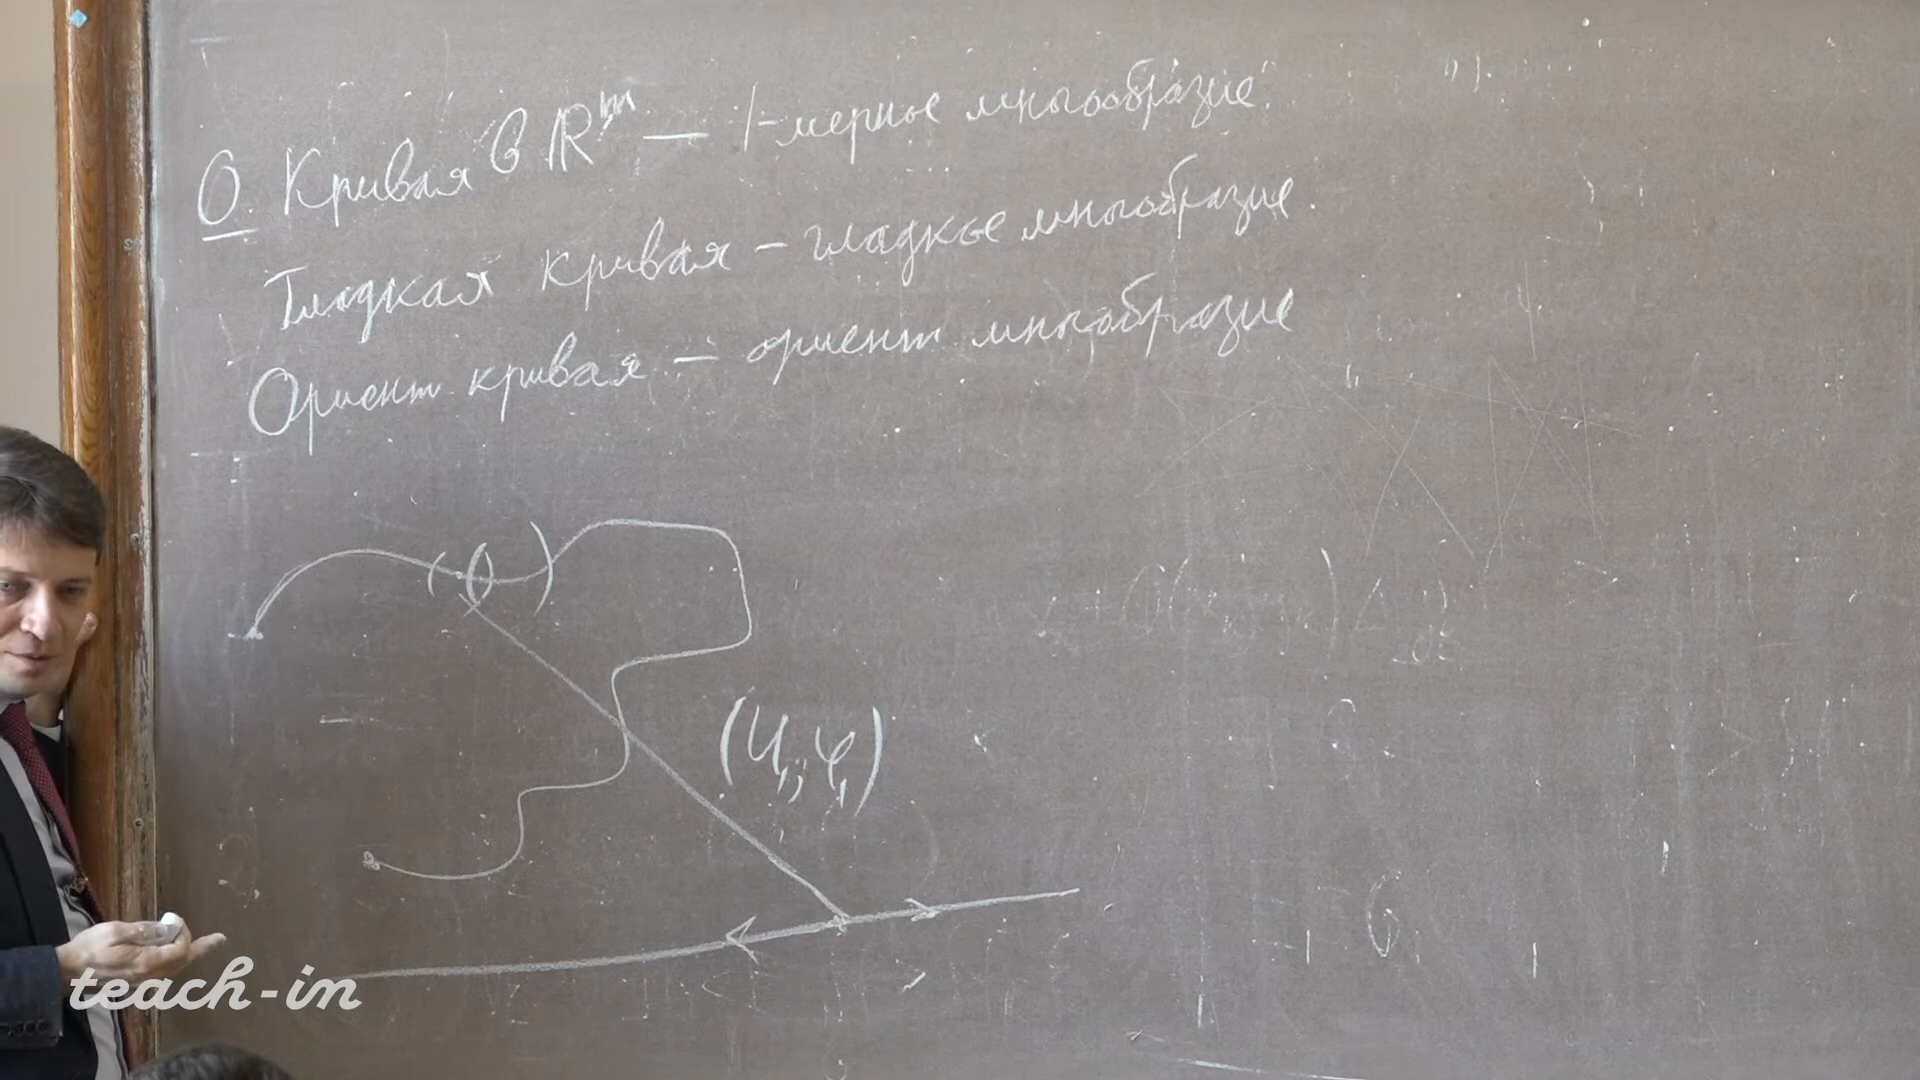 О. Кривая в ℝᵐ — 1-мерное многообразие.
Гладкая кривая – гладкое многообразие.
Ориент кривая – ориент многообразие
(U₁, φ₁)
teach-in